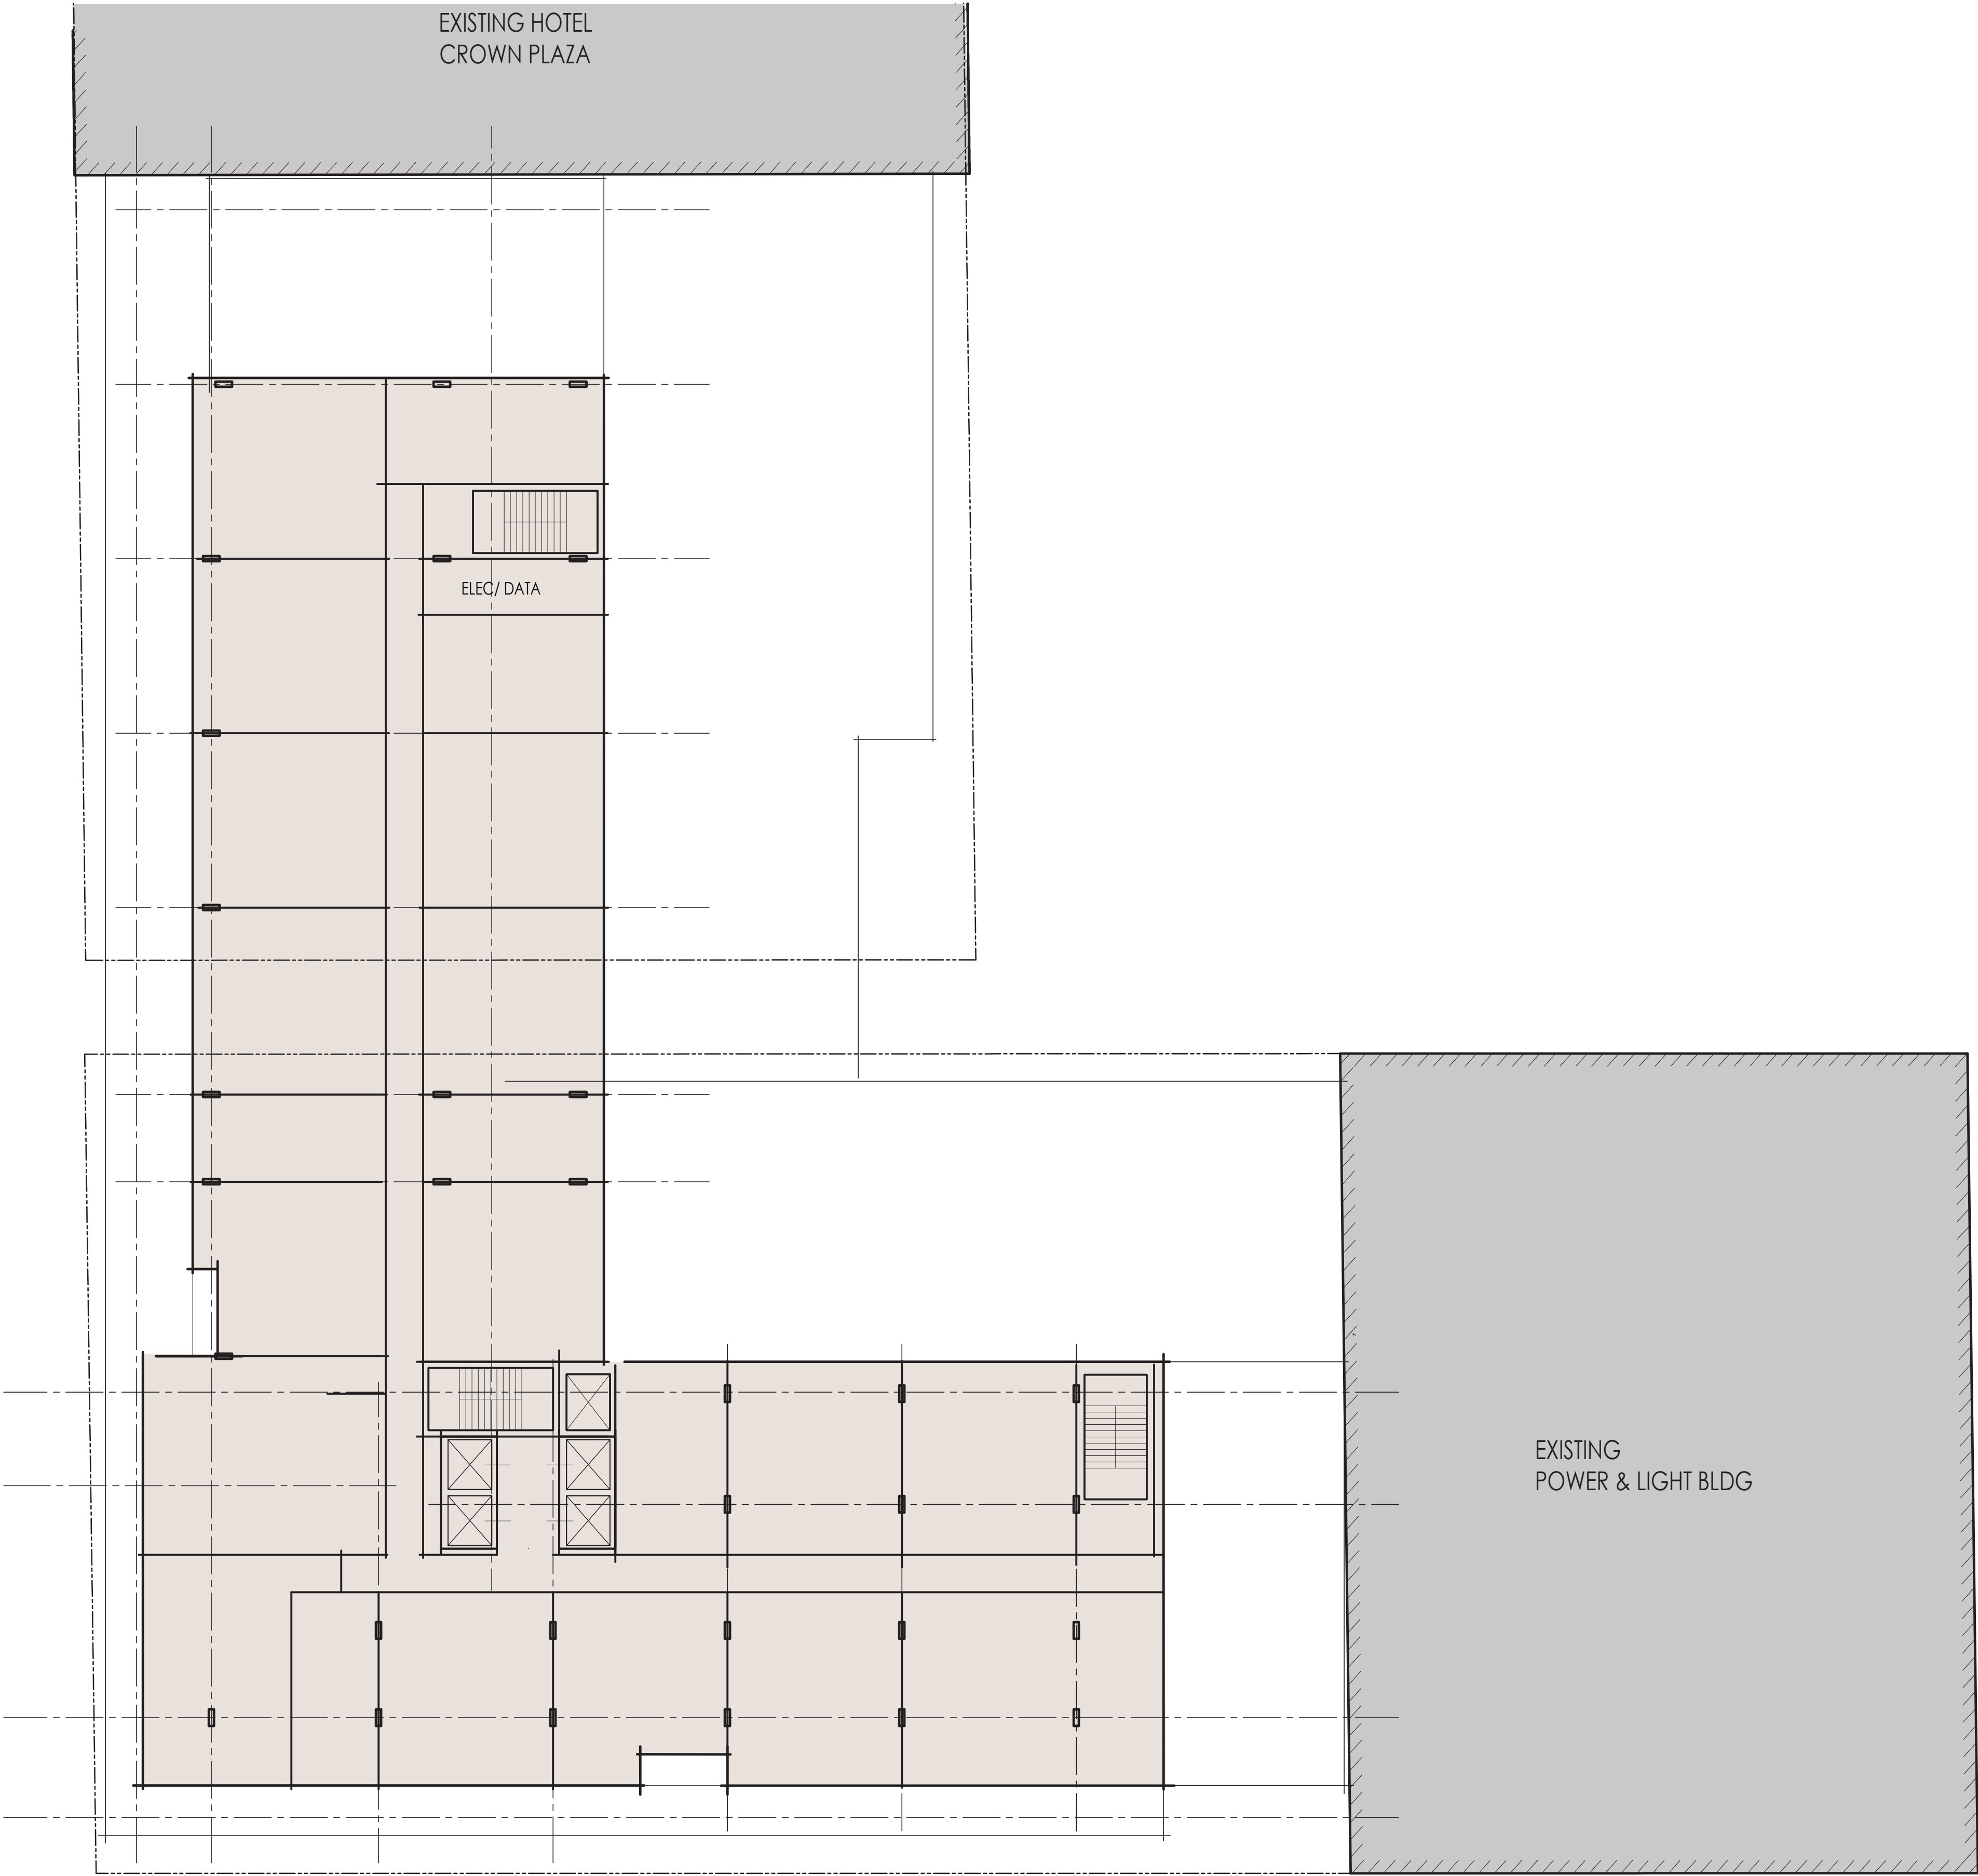 EXISTING HOTEL
CROWN PLAZA
ELEC/ DATA
EXISTING
POWER & LIGHT BLDG